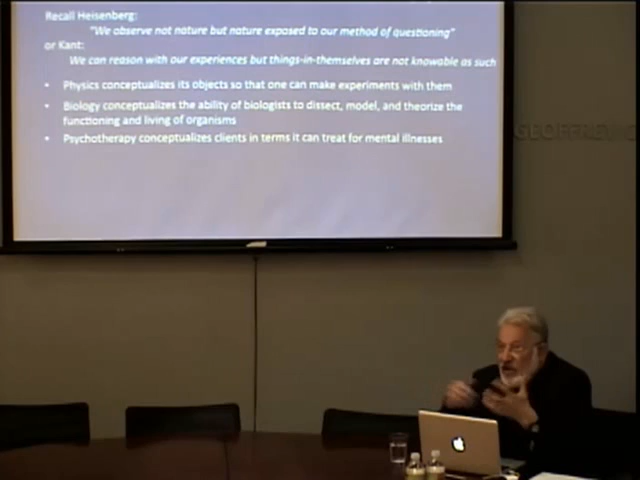 Recall Heisenberg:
"We observe not nature but nature exposed to our method of questioning"
or Kant:
We can reason with our experiences but things-in-themselves are not knowable as such
• Physics conceptualizes its objects so that one can make experiments with them
• Biology conceptualizes the ability of biologists to dissect, model, and theorize the
functioning and living of organisms
• Psychotherapy conceptualizes clients in terms it can treat for mental illnesses
GEOFFREY